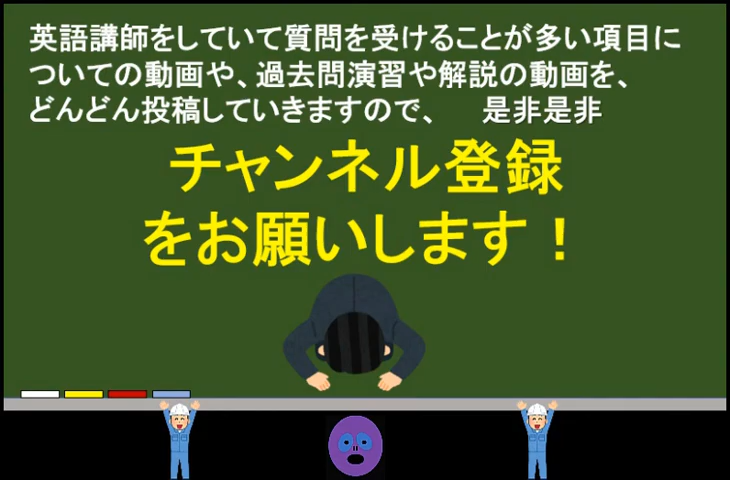 英語講師をしていて質問を受けることが多い項目に
ついての動画や、過去問演習や解説の動画を、
どんどん投稿していきますので、　是非是非
チャンネル登録
をお願いします！